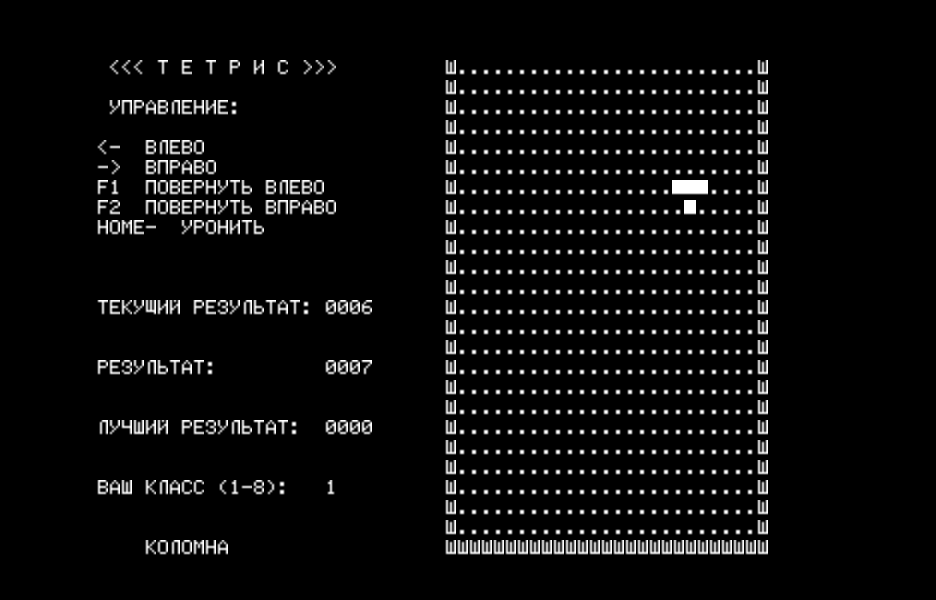 <<< Т Е Т Р И С >>>
УПРАВЛЕНИЕ:
<-  ВЛЕВО
->  ВПРАВО
F1  ПОВЕРНУТЬ ВЛЕВО
F2  ПОВЕРНУТЬ ВПРАВО
HOME-  УРОНИТЬ
ТЕКУЩИЙ РЕЗУЛЬТАТ: 0006
РЕЗУЛЬТАТ: 0007
ЛУЧШИЙ РЕЗУЛЬТАТ: 0000
ВАШ КЛАСС (1-8): 1
КОЛОМНА